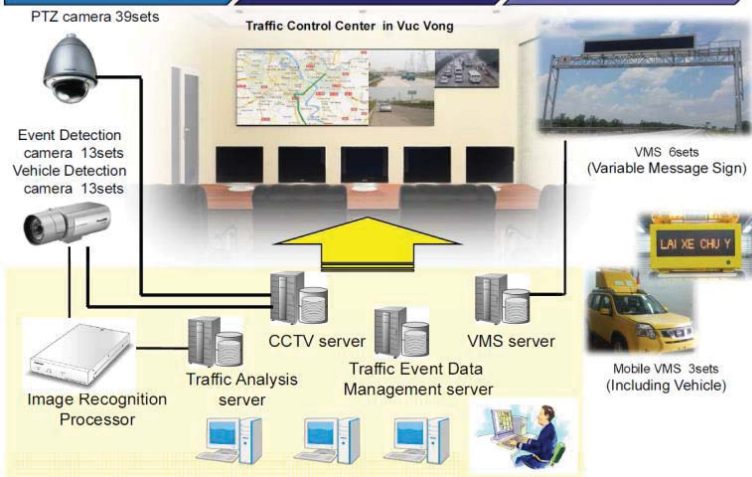 PTZ camera 39sets
Traffic Control Center in Vuc Vong
Event Detection
camera 13sets
Vehicle Detection
camera 13sets
VMS 6sets
(Variable Message Sign)
LAI XE CHU Y
CCTV server
VMS server
Traffic Event Data
Management server
Traffic Analysis
server
Image Recognition
Processor
Mobile VMS 3sets
(Including Vehicle)